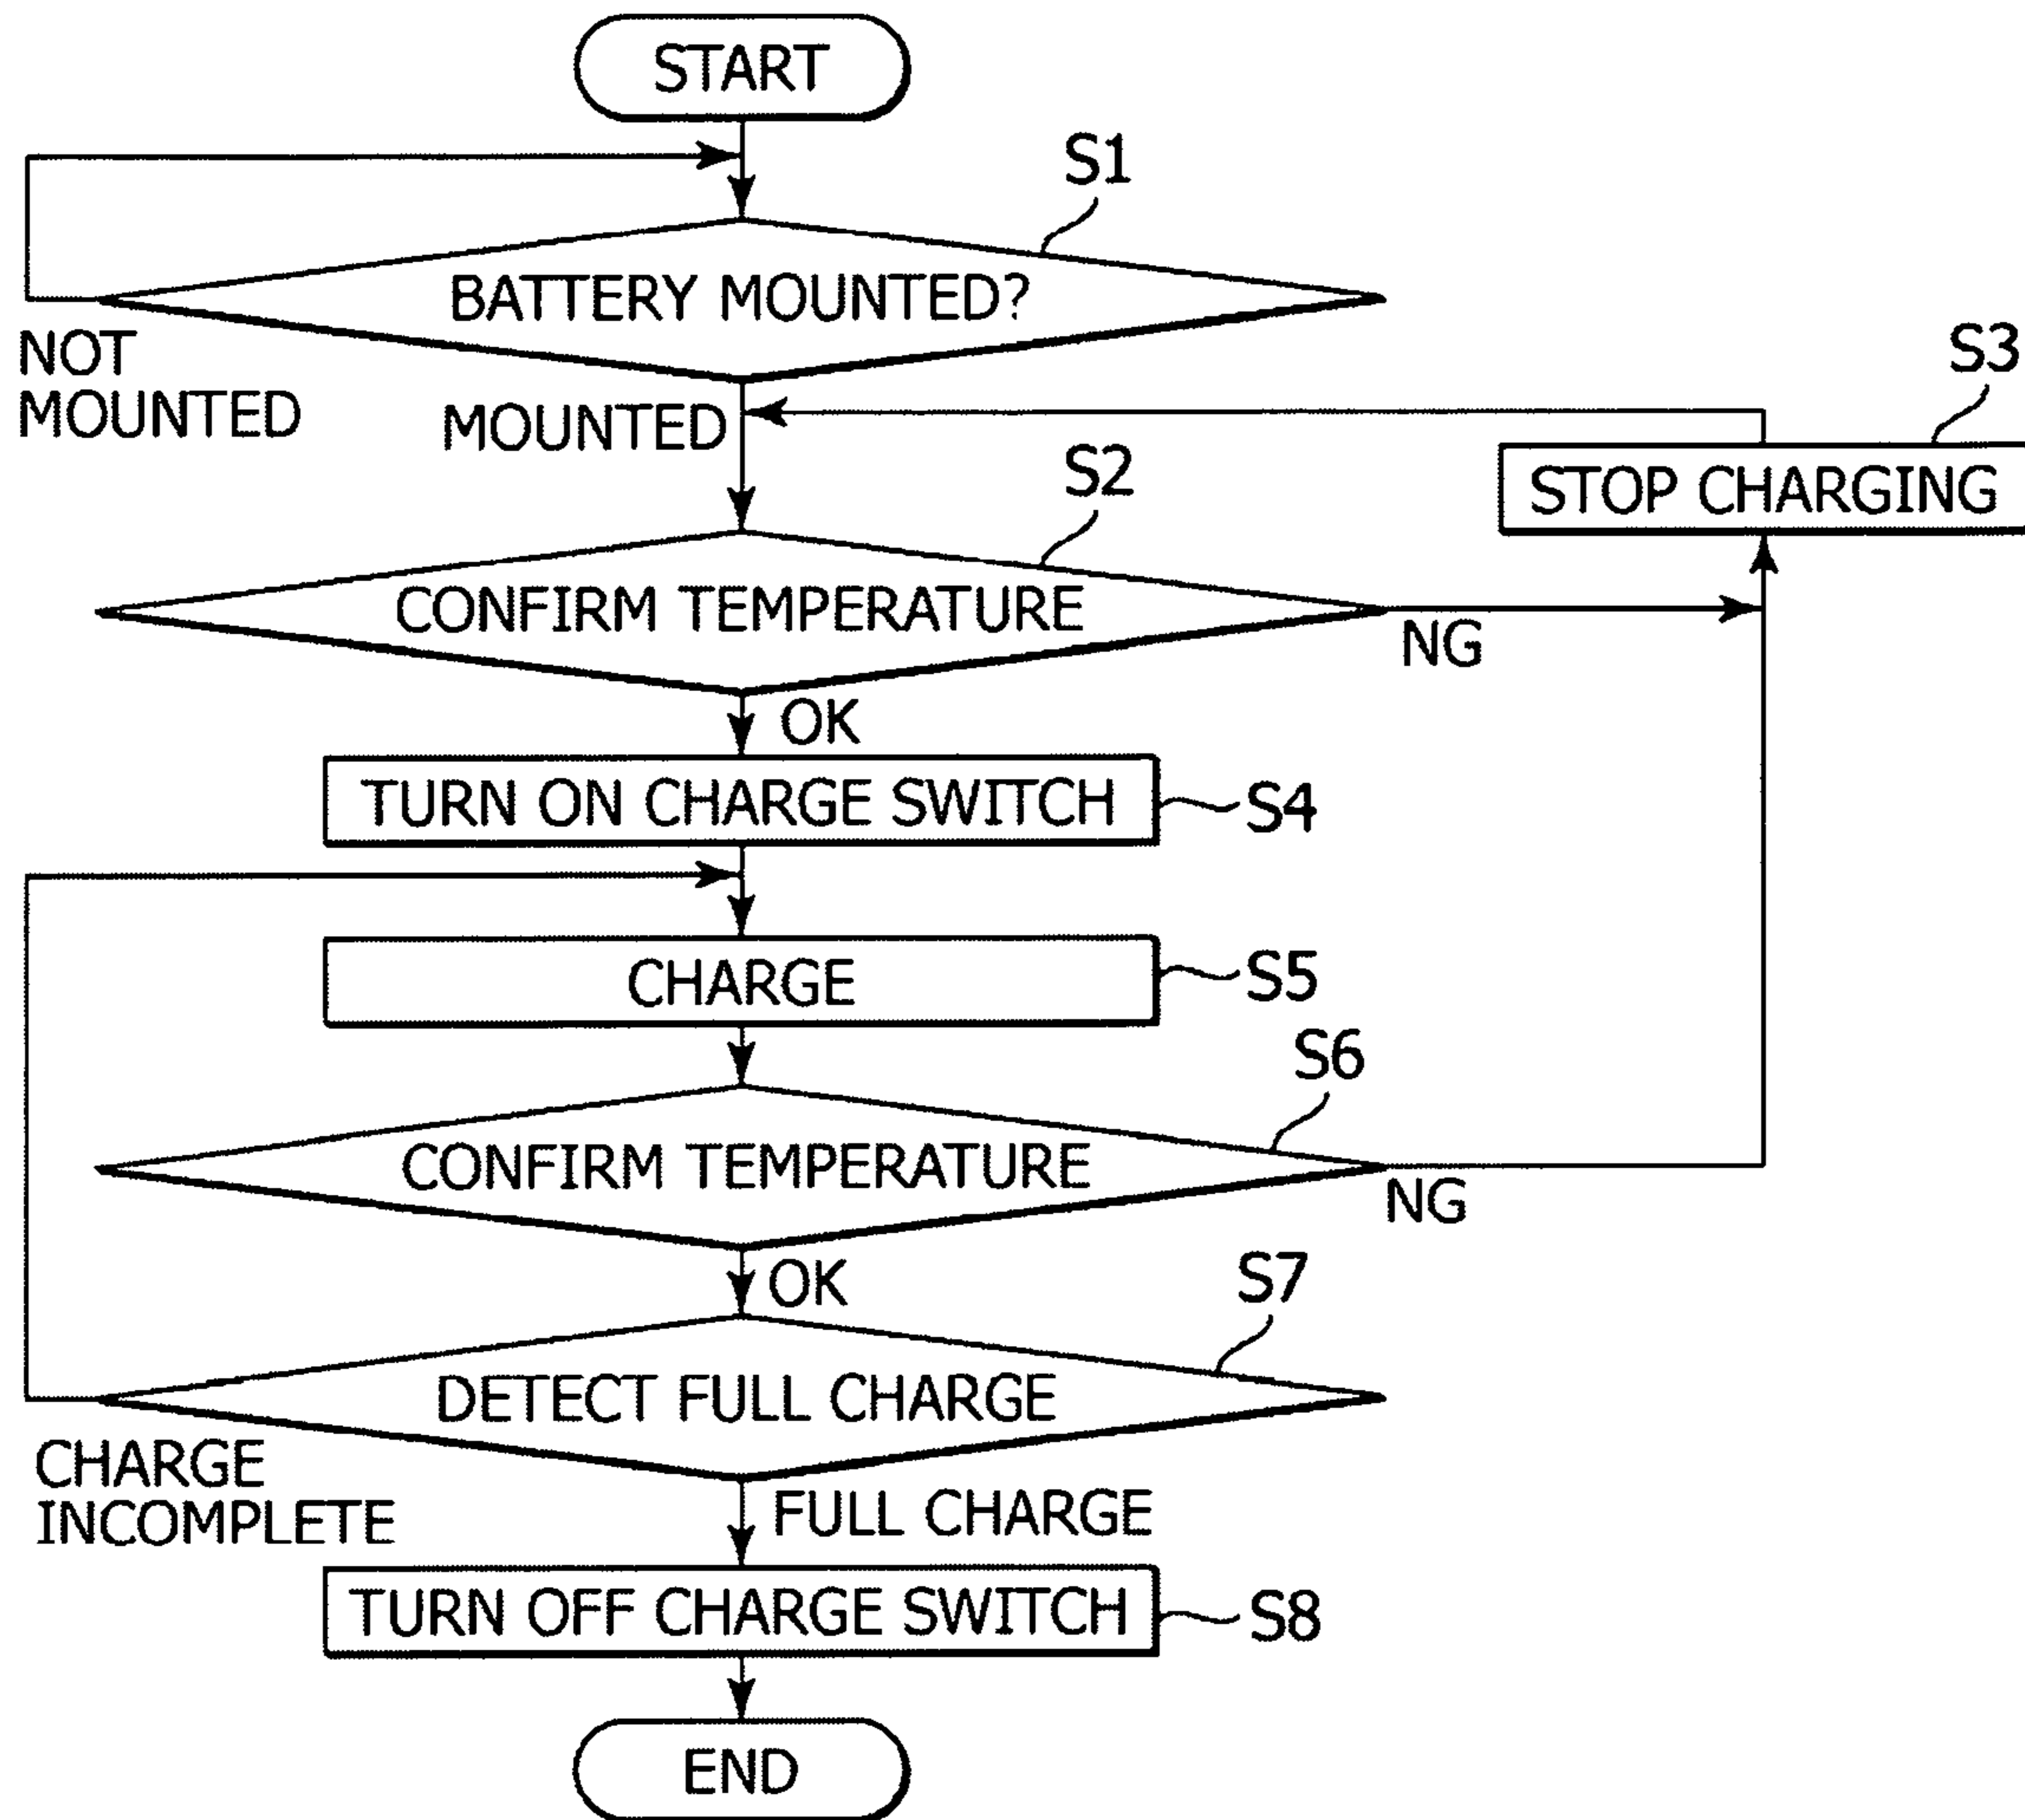 START
S1
BATTERY MOUNTED?
NOT
MOUNTED
MOUNTED
S3
STOP CHARGING
S2
CONFIRM TEMPERATURE
NG
OK
TURN ON CHARGE SWITCH
S4
CHARGE
S5
S6
CONFIRM TEMPERATURE
NG
OK
S7
DETECT FULL CHARGE
CHARGE
INCOMPLETE
FULL CHARGE
TURN OFF CHARGE SWITCH
S8
END